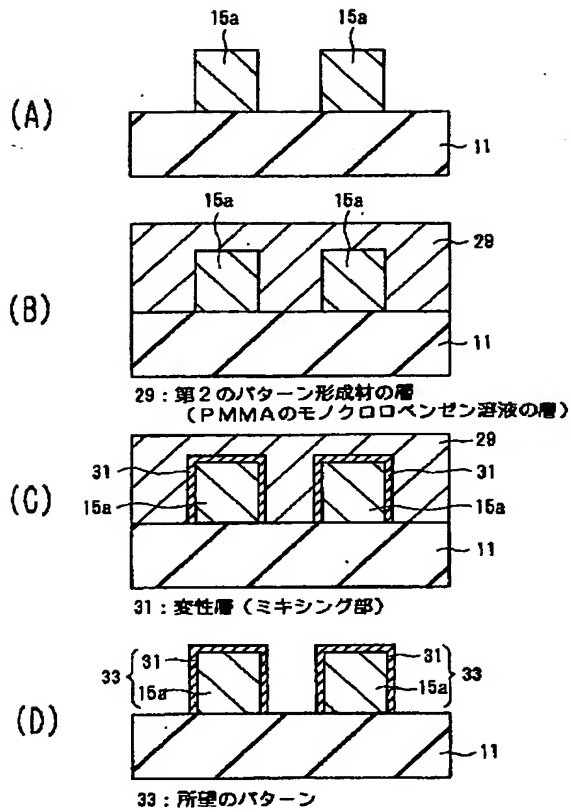 15a 15a
(A)
11
15a 15a
29
(B)
11
29:第2のパターン形成材の層
(PMMAのモノクロロベンゼン溶液の層)
29
31 31
(C)
15a 15a
11
31:変性層(ミキシング部)
31 31
33 33
15a 15a
(D)
11
33:所望のパターン